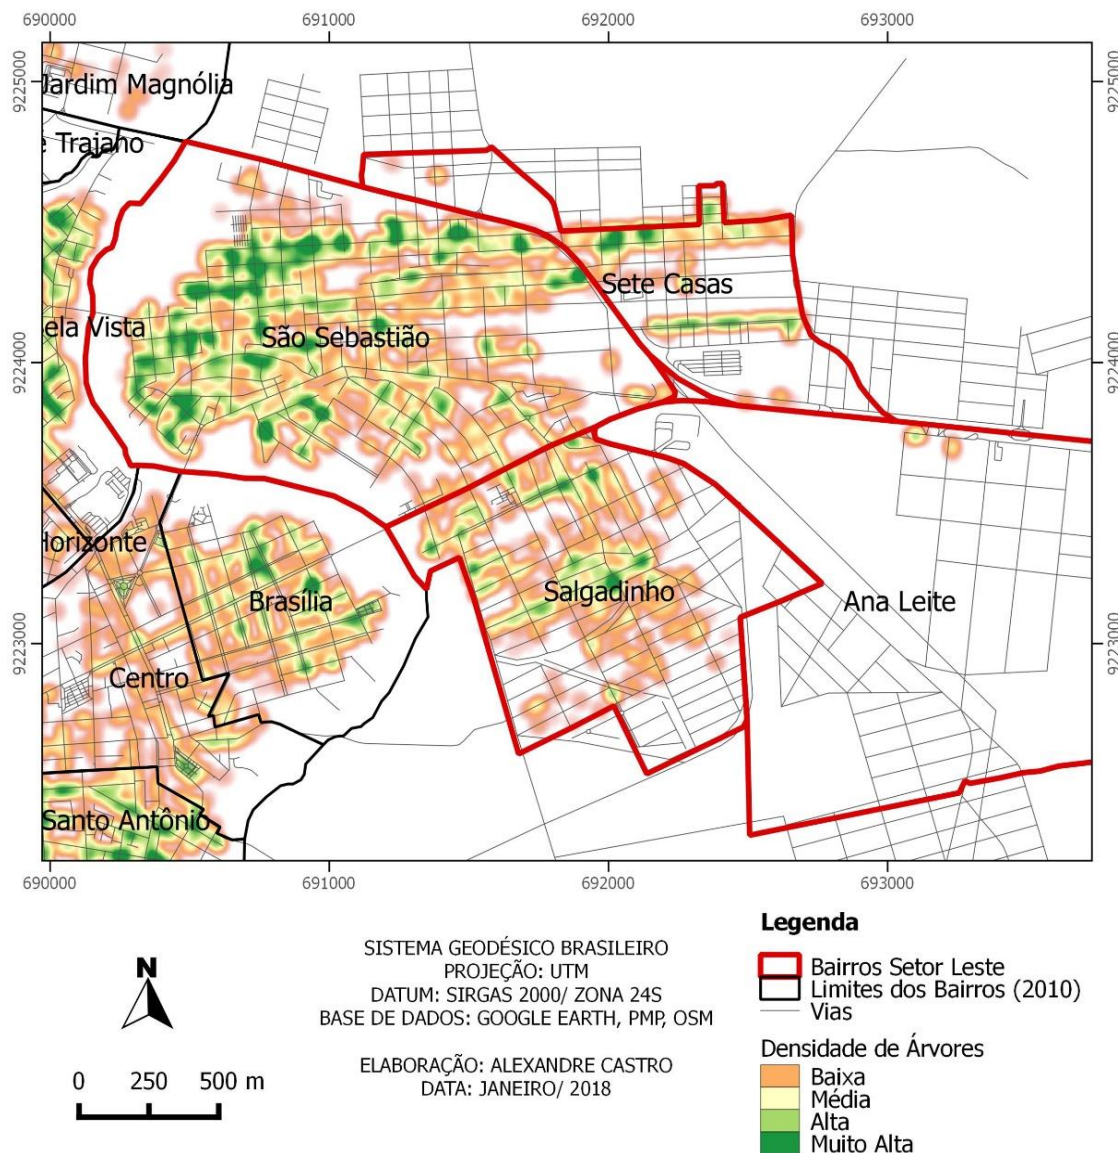 690000
691000
692000
693000
9225000
9225000
Jardim Magnólia
Trajano
Sete Casas
ela Vista
São Sebastião
9224000
9224000
Horizonte
Brasília
Salgadinho
Ana Leite
9223000
9223000
Centro
Santo Antônio
690000
691000
692000
693000
N
0 250 500 m
SISTEMA GEODÉSICO BRASILEIRO
PROJEÇÃO: UTM
DATUM: SIRGAS 2000/ ZONA 24S
BASE DE DADOS: GOOGLE EARTH, PMP, OSM
ELABORAÇÃO: ALEXANDRE CASTRO
DATA: JANEIRO/ 2018
Legenda
Bairros Setor Leste
Limites dos Bairros (2010)
Vias
Densidade de Árvores
Baixa
Média
Alta
Muito Alta